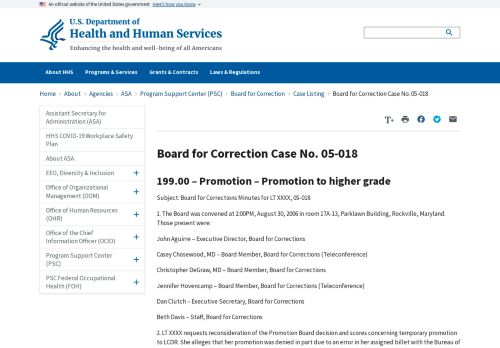 An official website of the United States government Here's how you know
U.S. Department of
Health and Human Services
Enhancing the health and well-being of all Americans
About HHS Programs & Services Grants & Contracts Laws & Regulations
Home › About › Agencies › ASA › Program Support Center (PSC) › Board for Correction › Case Listing › Board for Correction Case No. 05-018
Assistant Secretary for
Administration (ASA)
HHS COVID-19 Workplace Safety
Plan
About ASA
EEO, Diversity & Inclusion +
Office of Organizational
Management (OOM) +
Office of Human Resources
(OHR) +
Office of the Chief
Information Officer (OCIO) +
Program Support Center
(PSC) +
PSC Federal Occupational
Health (FOH) +
T+
Board for Correction Case No. 05-018
199.00 – Promotion – Promotion to higher grade
Subject: Board for Corrections Minutes for LT XXXX, 05-018
1. The Board was convened at 2:00PM, August 30, 2006 in room 17A-13, Parklawn Building, Rockville, Maryland.
Those present were:
John Aguirre – Executive Director, Board for Corrections
Casey Chosewood, MD – Board Member, Board for Corrections (Teleconference)
Christopher DeGraw, MD – Board Member, Board for Corrections
Jennifer Hovencamp – Board Member, Board for Corrections (Teleconference)
Dan Clutch – Executive Secretary, Board for Corrections
Beth Davis – Staff, Board for Corrections
2. LT XXXX requests reconsideration of the Promotion Board decision and scores concerning temporary promotion
to LCDR. She alleges that her promotion was denied in part due to an error in her assigned billet with the Bureau of